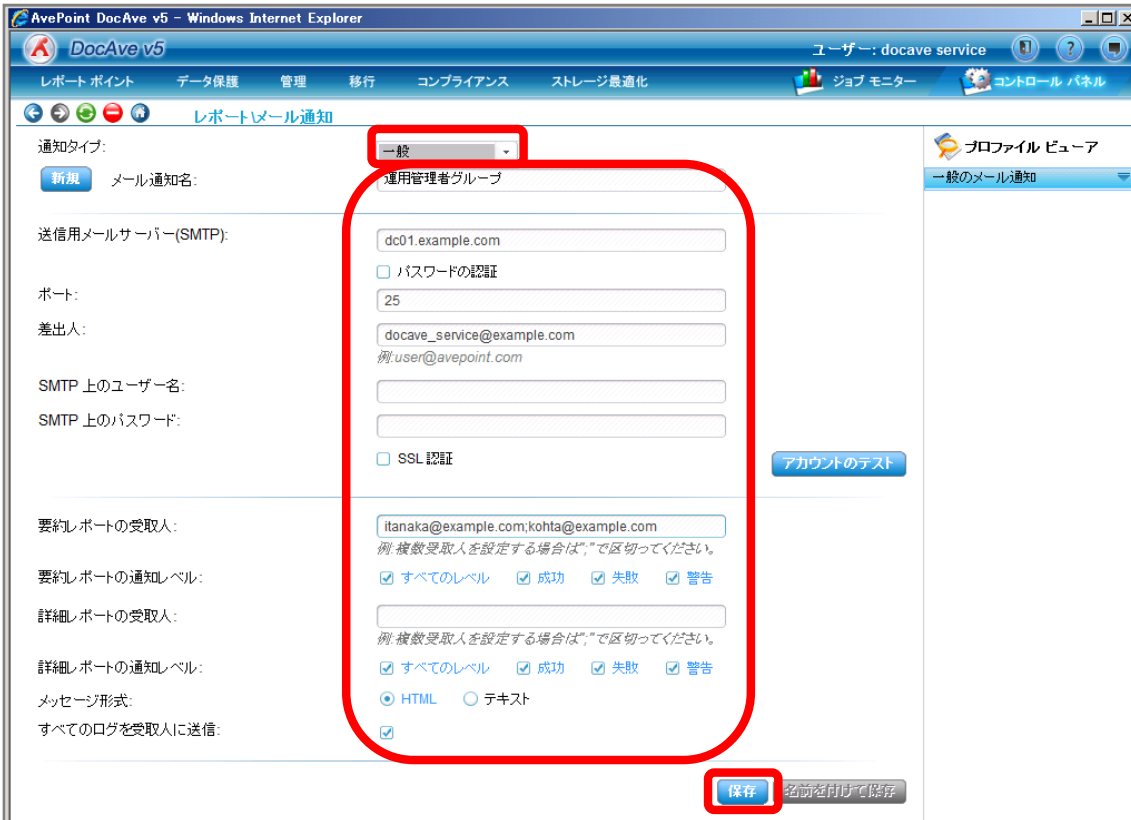 AvePoint DocAve v5 - Windows Internet Explorer
DocAve v5
ユーザー: docave service
レポート ポイント データ保護 管理 移行 コンプライアンス ストレージ最適化 ジョブ モニター コントロール パネル
レポート\メール通知
プロファイル ビューア
一般のメール通知
通知タイプ: 一般
新規 メール通知名: 運用管理者グループ
送信用メールサーバー(SMTP): dc01.example.com
パスワードの認証
ポート: 25
差出人: docave_service@example.com
例:user@avepoint.com
SMTP 上のユーザー名:
SMTP 上のパスワード:
SSL 認証
アカウントのテスト
要約レポートの受取人: itanaka@example.com;kohta@example.com
例:複数受取人を設定する場合は";"で区切ってください。
要約レポートの通知レベル: すべてのレベル 成功 失敗 警告
詳細レポートの受取人:
例:複数受取人を設定する場合は";"で区切ってください。
詳細レポートの通知レベル: すべてのレベル 成功 失敗 警告
メッセージ形式: HTML テキスト
すべてのログを受取人に送信:
保存 名前を付けて保存